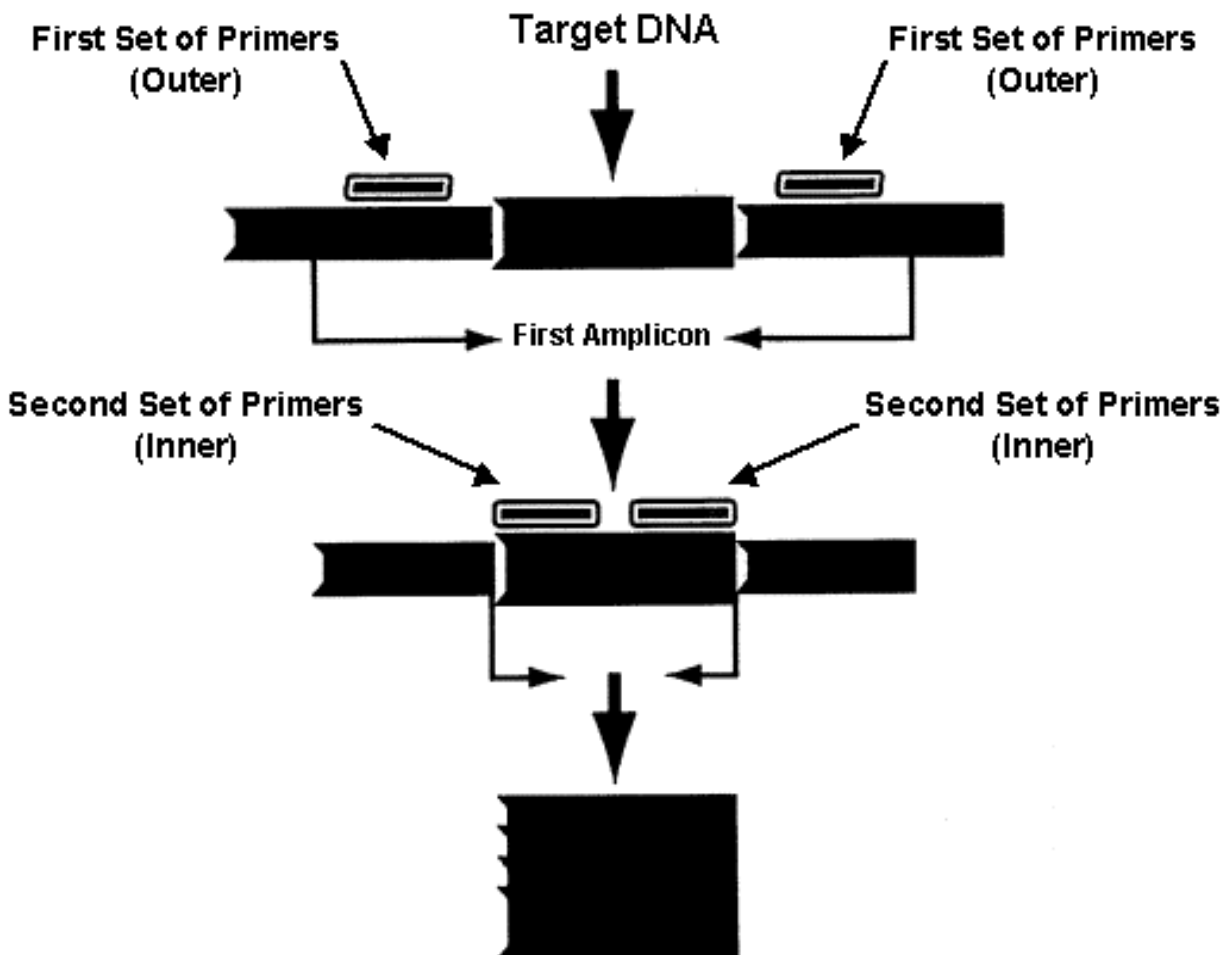 First Set of Primers
(Outer)
Target DNA
First Set of Primers
(Outer)
First Amplicon
Second Set of Primers
(Inner)
Second Set of Primers
(Inner)